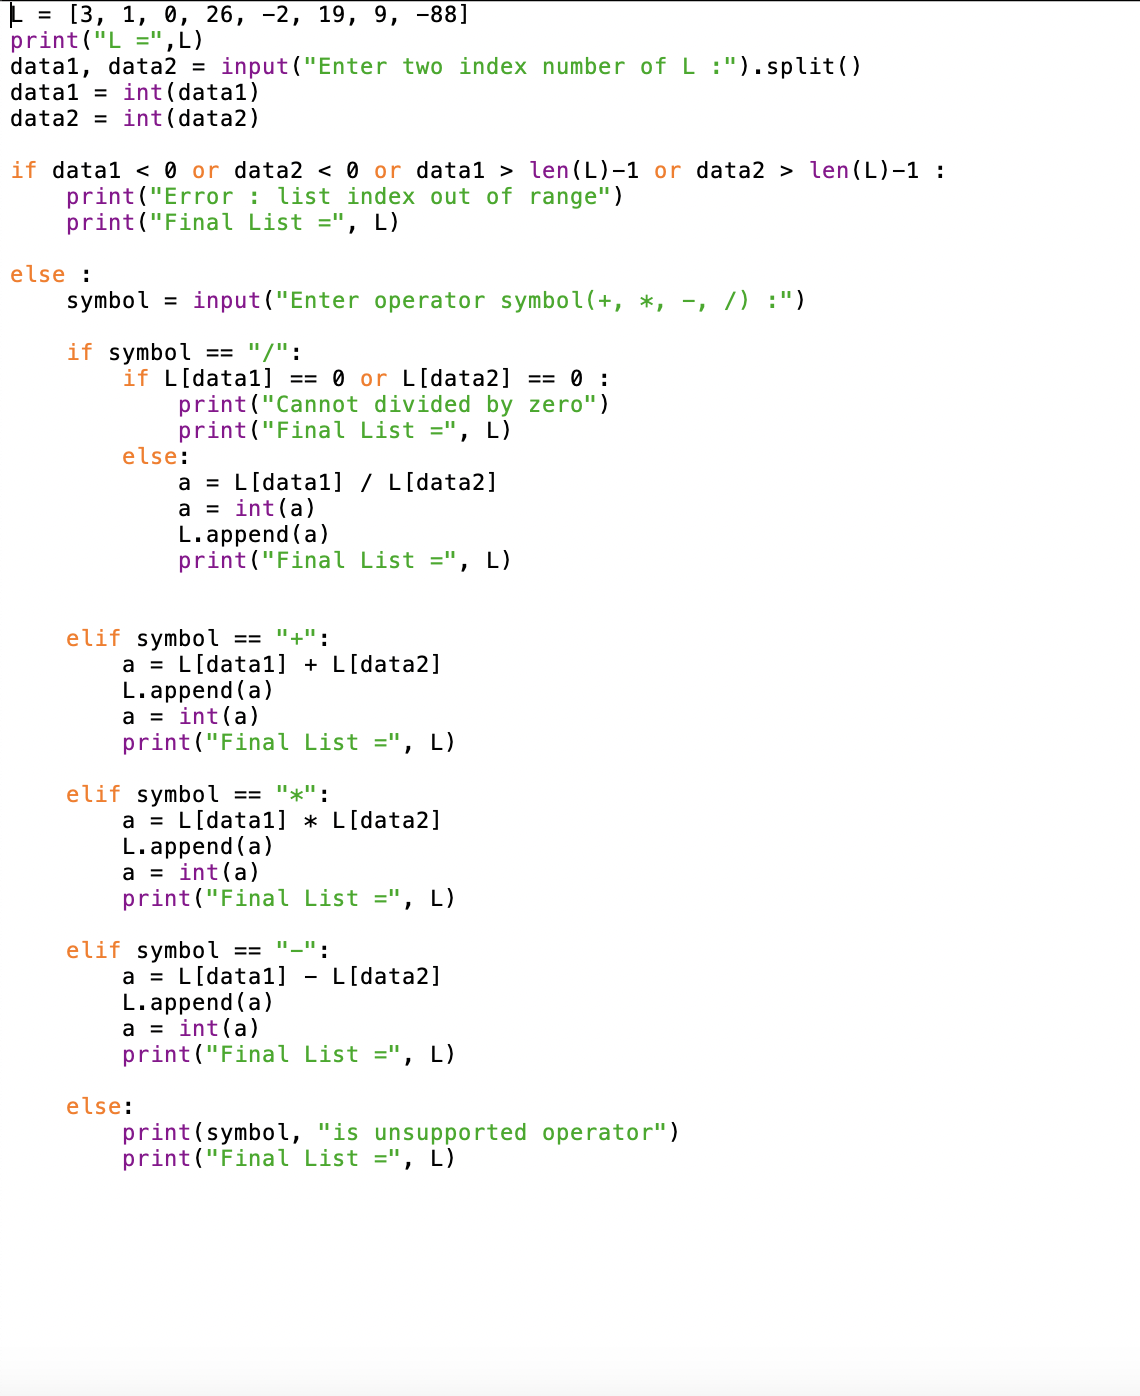 L = [3, 1, 0, 26, -2, 19, 9, -88]
print("L =",L)
data1, data2 = input("Enter two index number of L :").split()
data1 = int(data1)
data2 = int(data2)

if data1 < 0 or data2 < 0 or data1 > len(L)-1 or data2 > len(L)-1 :
    print("Error : list index out of range")
    print("Final List =", L)

else :
    symbol = input("Enter operator symbol(+, *, -, /) :")

    if symbol == "/":
        if L[data1] == 0 or L[data2] == 0 :
            print("Cannot divided by zero")
            print("Final List =", L)
        else:
            a = L[data1] / L[data2]
            a = int(a)
            L.append(a)
            print("Final List =", L)


    elif symbol == "+":
        a = L[data1] + L[data2]
        L.append(a)
        a = int(a)
        print("Final List =", L)

    elif symbol == "*":
        a = L[data1] * L[data2]
        L.append(a)
        a = int(a)
        print("Final List =", L)

    elif symbol == "-":
        a = L[data1] - L[data2]
        L.append(a)
        a = int(a)
        print("Final List =", L)

    else:
        print(symbol, "is unsupported operator")
        print("Final List =", L)